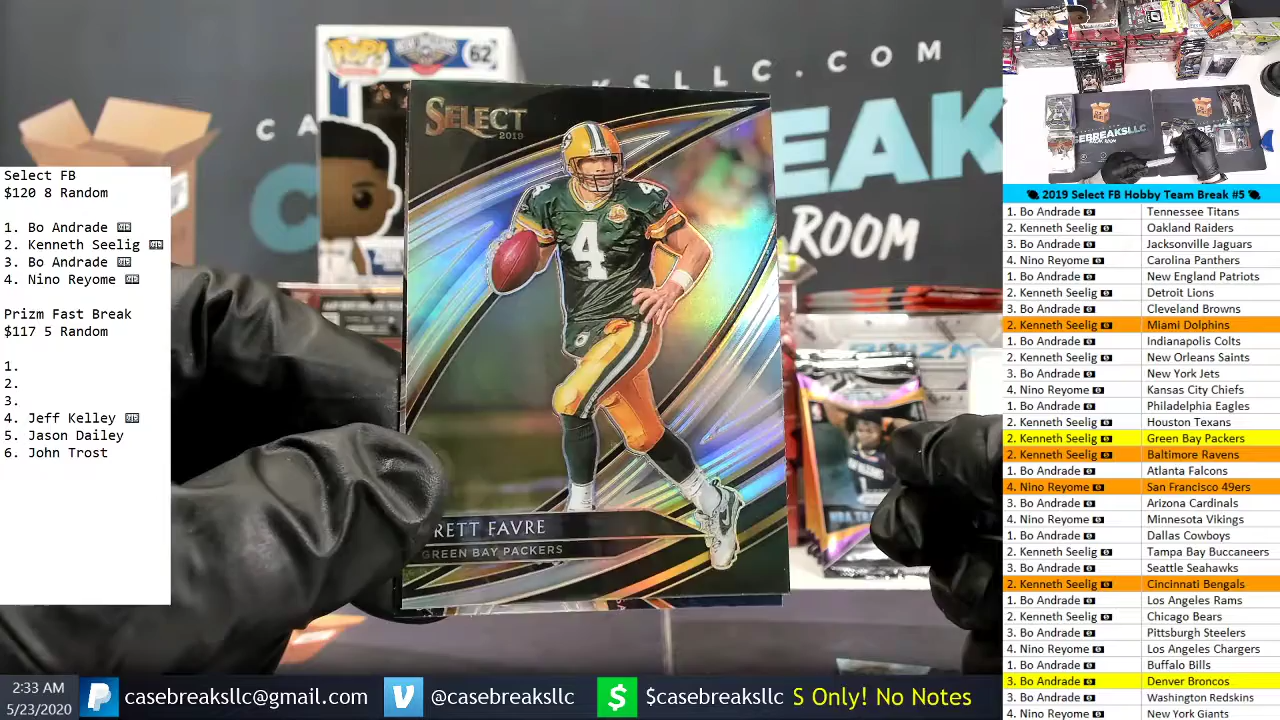 Select FB
$120 8 Random
1. Bo Andrade
2. Kenneth Seelig
3. Bo Andrade
4. Nino Reyome
Prizm Fast Break
$117 5 Random
1.
2.
3.
4. Jeff Kelley
5. Jason Dailey
6. John Trost
POP!
62
KSLLC.COM
CA
C
EAK
ROOM
SELECT
2019
4
4
4
RETT FAVRE
GREEN BAY PACKERS
CASEBREAKSLLC
2019 Select FB Hobby Team Break #5
1. Bo Andrade Tennessee Titans
2. Kenneth Seelig Oakland Raiders
3. Bo Andrade Jacksonville Jaguars
4. Nino Reyome Carolina Panthers
1. Bo Andrade New England Patriots
2. Kenneth Seelig Detroit Lions
3. Bo Andrade Cleveland Browns
2. Kenneth Seelig Miami Dolphins
1. Bo Andrade Indianapolis Colts
2. Kenneth Seelig New Orleans Saints
3. Bo Andrade New York Jets
4. Nino Reyome Kansas City Chiefs
1. Bo Andrade Philadelphia Eagles
2. Kenneth Seelig Houston Texans
2. Kenneth Seelig Green Bay Packers
2. Kenneth Seelig Baltimore Ravens
1. Bo Andrade Atlanta Falcons
4. Nino Reyome San Francisco 49ers
3. Bo Andrade Arizona Cardinals
4. Nino Reyome Minnesota Vikings
1. Bo Andrade Dallas Cowboys
2. Kenneth Seelig Tampa Bay Buccaneers
3. Bo Andrade Seattle Seahawks
2. Kenneth Seelig Cincinnati Bengals
1. Bo Andrade Los Angeles Rams
2. Kenneth Seelig Chicago Bears
3. Bo Andrade Pittsburgh Steelers
4. Nino Reyome Los Angeles Chargers
1. Bo Andrade Buffalo Bills
3. Bo Andrade Denver Broncos
3. Bo Andrade Washington Redskins
4. Nino Reyome New York Giants
2:33 AM
5/23/2020
casebreaksllc@gmail.com
@casebreaksllc
$casebreaksllc
S Only! No Notes